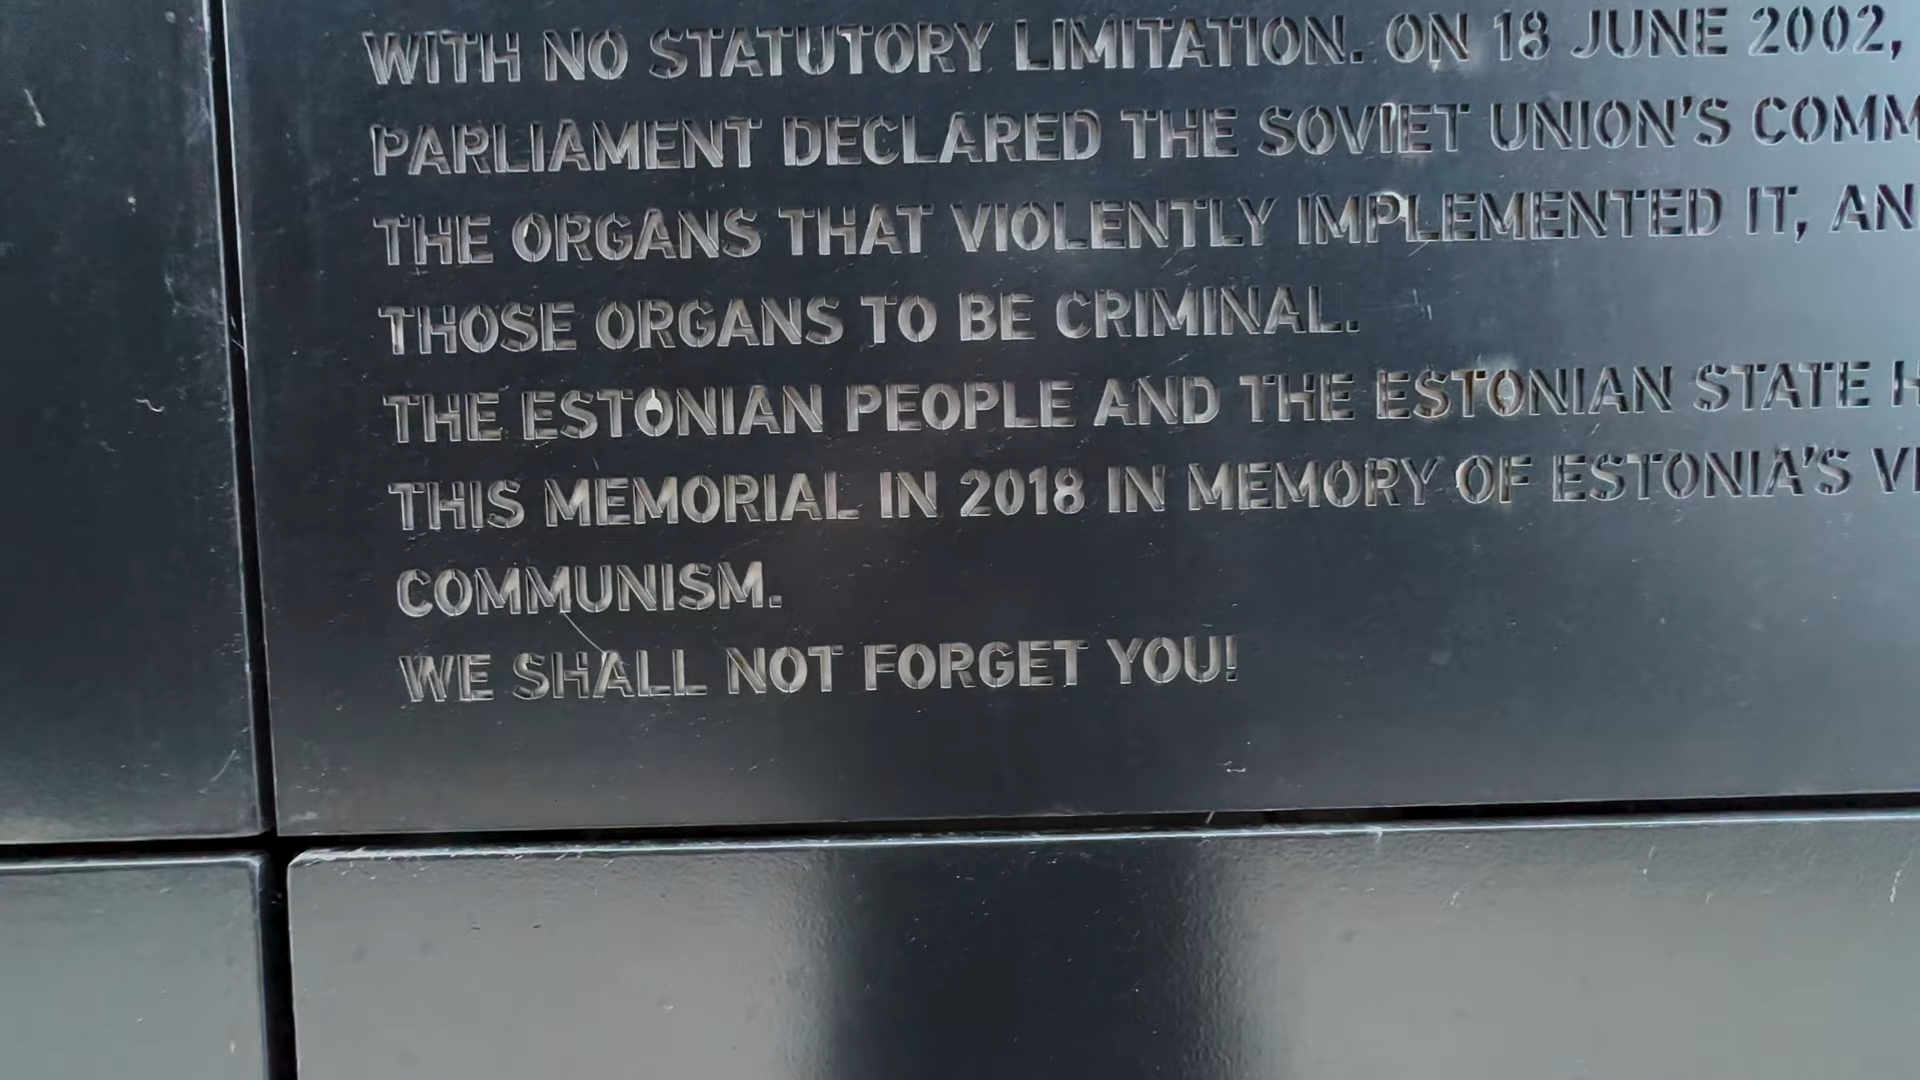 WITH NO STATUTORY LIMITATION. ON 18 JUNE 2002,
PARLIAMENT DECLARED THE SOVIET UNION'S
THE ORGANS THAT VIOLENTLY IMPLEMENTED IT,
THOSE ORGANS TO BE CRIMINAL.
THE ESTONIAN PEOPLE AND THE ESTONIAN STATE
THIS MEMORIAL IN 2018 IN MEMORY OF ESTONIA'S
COMMUNISM.
WE SHALL NOT FORGET YOU!